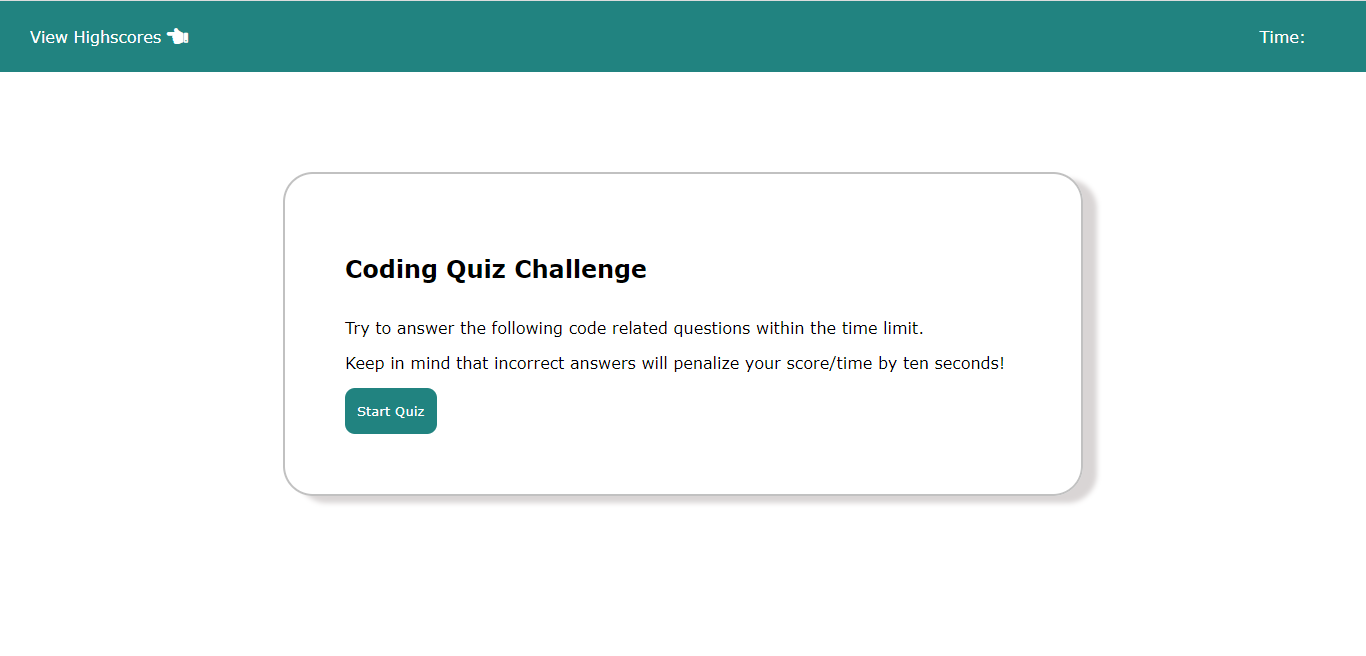 View Highscores
Time:
Coding Quiz Challenge
Try to answer the following code related questions within the time limit.
Keep in mind that incorrect answers will penalize your score/time by ten seconds!
Start Quiz